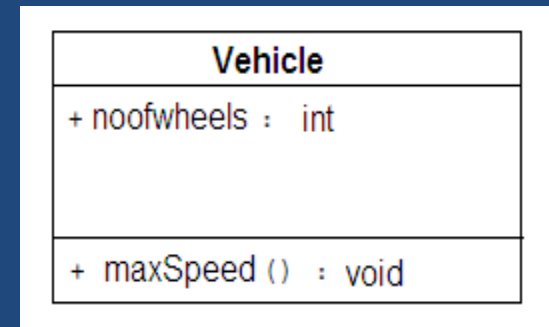 Vehicle
+ noofwheels : int
+ maxSpeed () : void